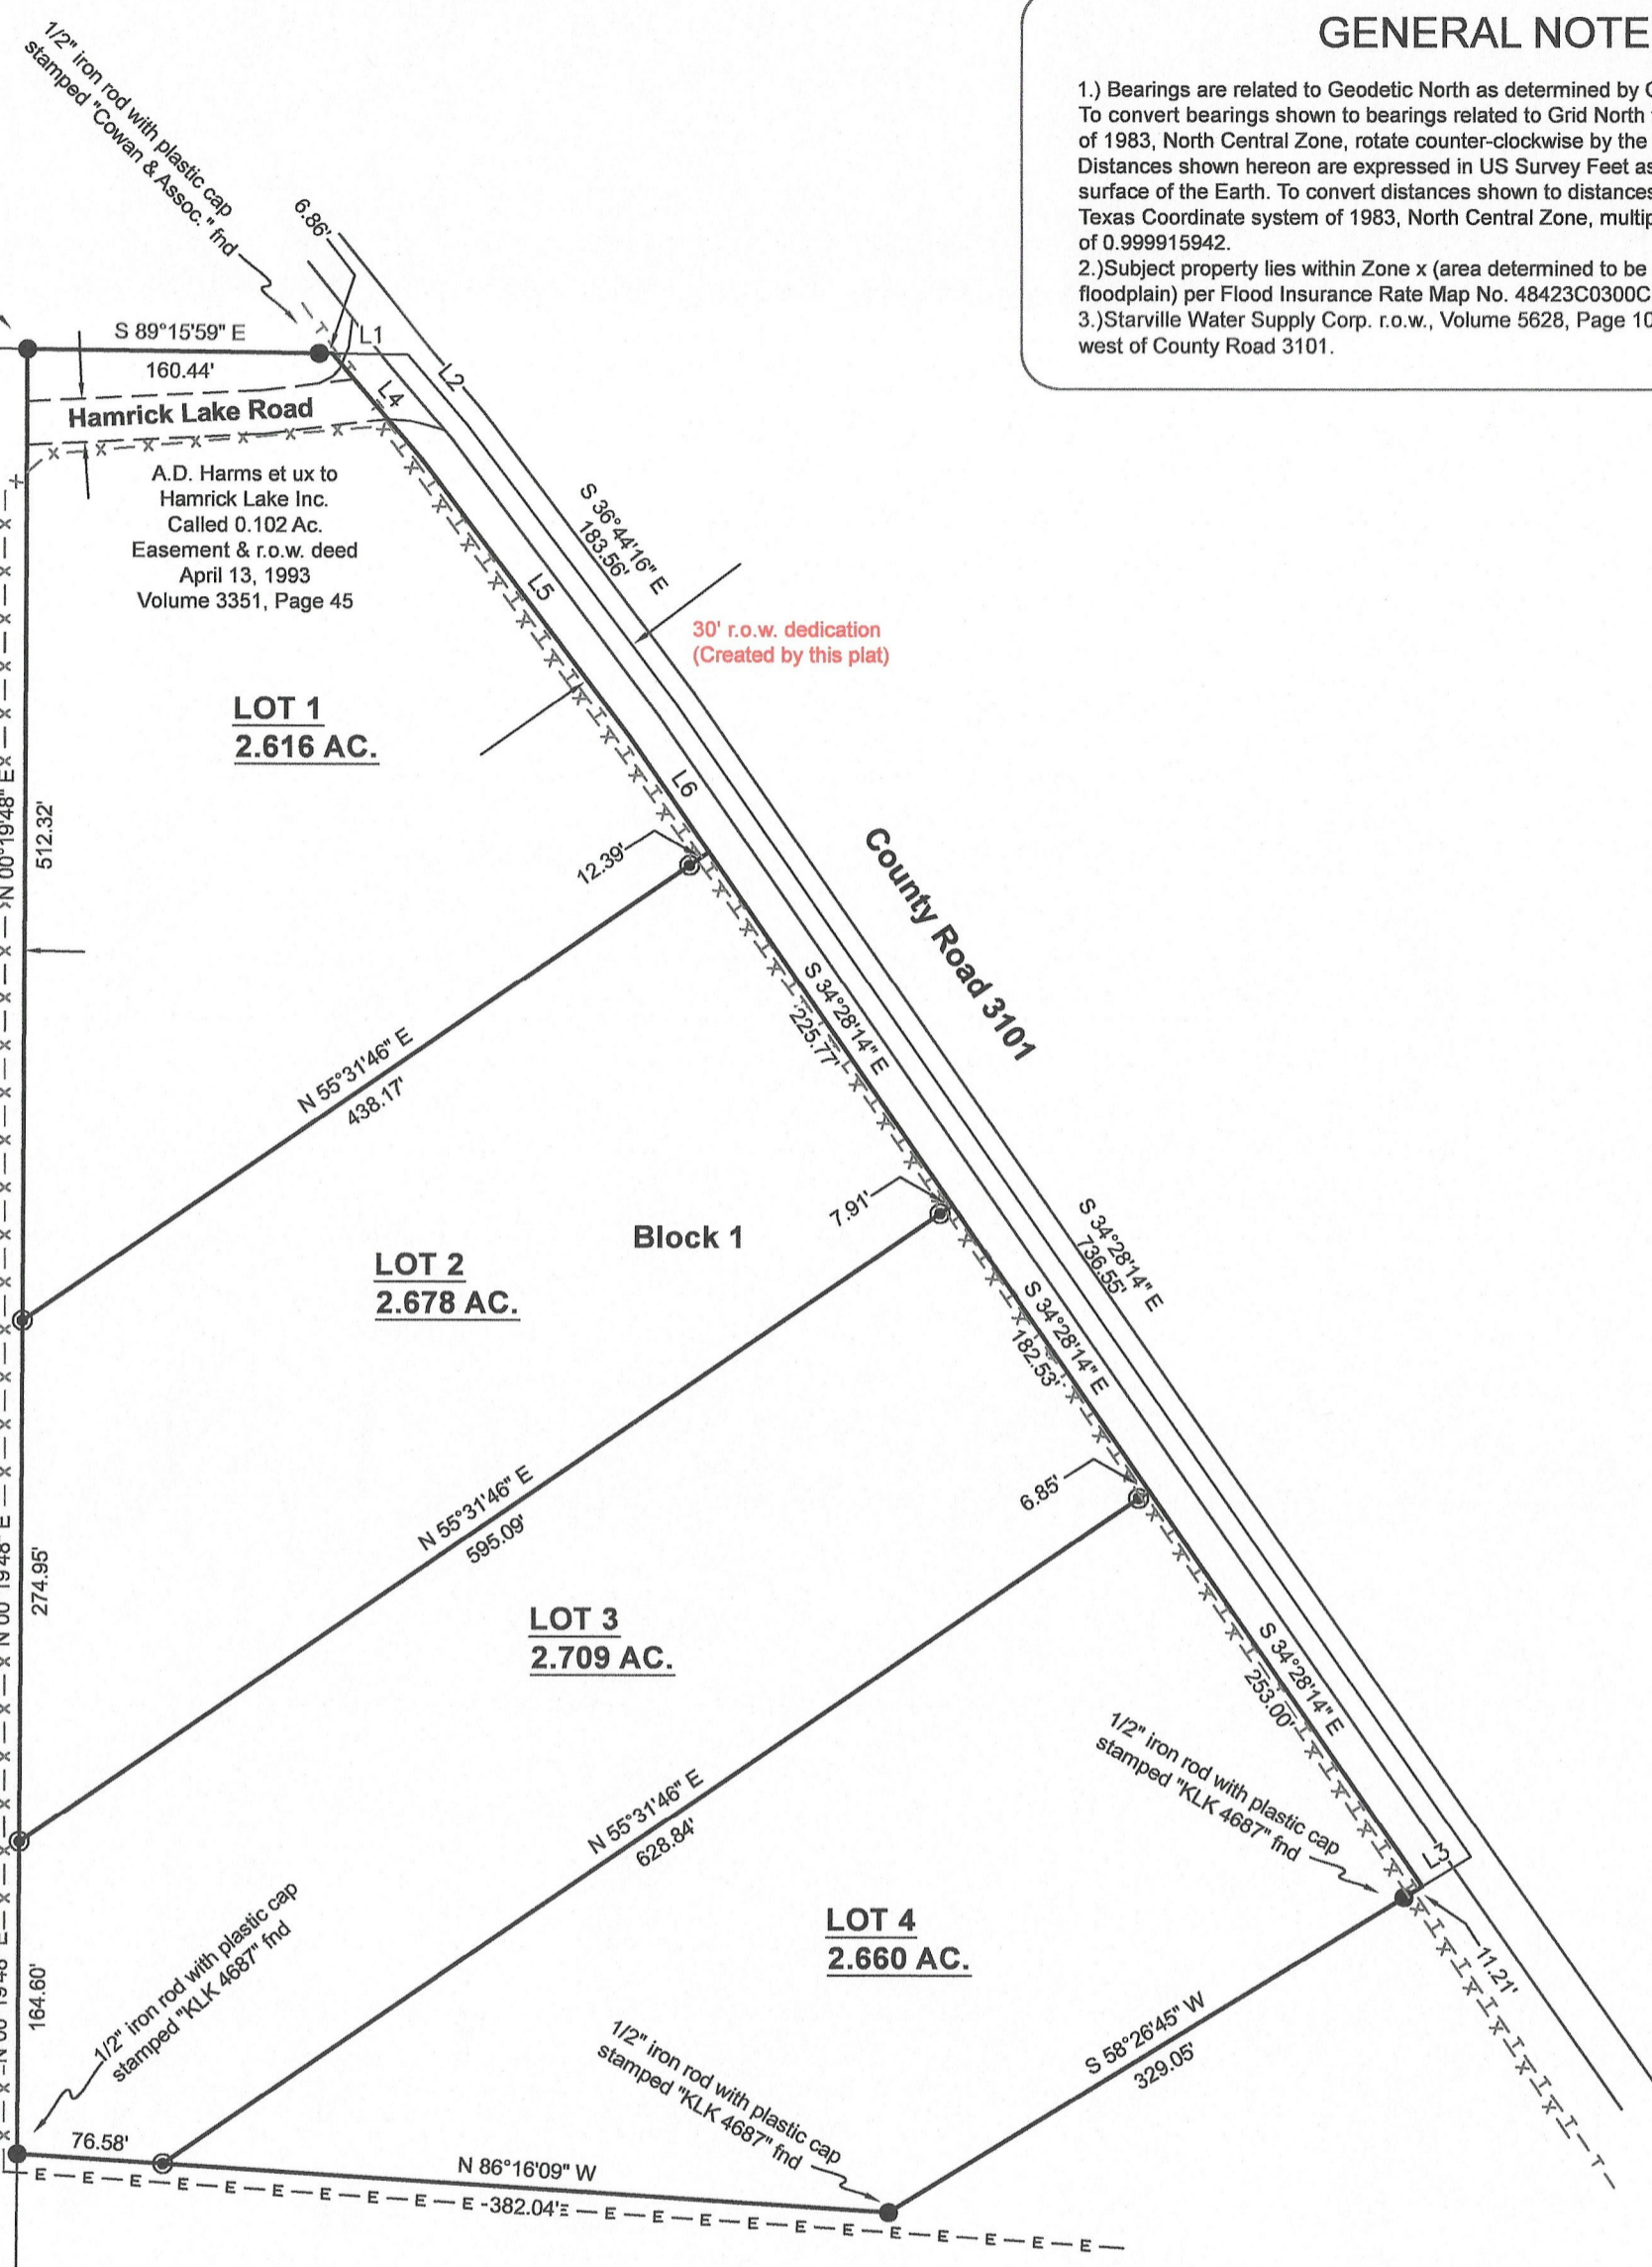 GENERAL NOTE
1.) Bearings are related to Geodetic North as determined by
To convert bearings shown to bearings related to Grid North
of 1983, North Central Zone, rotate counter-clockwise by the
Distances shown hereon are expressed in US Survey Feet as
surface of the Earth. To convert distances shown to distances
Texas Coordinate system of 1983, North Central Zone,
of 0.999915942.
2.)Subject property lies within Zone x (area determined to be
floodplain) per Flood Insurance Rate Map No. 48423C0300C
3.)Starville Water Supply Corp. r.o.w., Volume 5628, Page 10
west of County Road 3101.
1/2" iron rod with plastic cap
stamped "Cowan & Assoc." fnd
6.86'
L1
L2
S 89°15'59" E
160.44'
L4
Hamrick Lake Road
A.D. Harms et ux to
Hamrick Lake Inc.
Called 0.102 Ac.
Easement & r.o.w. deed
April 13, 1993
Volume 3351, Page 45
S 36°44'16" E
183.56'
L5
30' r.o.w. dedication
(Created by this plat)
LOT 1
2.616 AC.
L6
N 00°19'48" E
512.32'
12.39'
County Road 3101
S 34°28'14" E
225.77'
N 55°31'46" E
438.17'
7.91'
Block 1
LOT 2
2.678 AC.
S 34°28'14" E
736.55'
S 34°28'14" E
182.53'
N 55°31'46" E
595.09'
6.85'
N 00°19'48" E
274.95'
LOT 3
2.709 AC.
S 34°28'14" E
253.00'
1/2" iron rod with plastic cap
stamped "KLK 4687" fnd
L3
N 55°31'46" E
628.84'
LOT 4
2.660 AC.
11.21'
1/2" iron rod with plastic cap
stamped "KLK 4687" fnd
N 00°19'48" E
164.60'
S 58°26'45" W
329.05'
1/2" iron rod with plastic cap
stamped "KLK 4687" fnd
76.58'
N 86°16'09" W
382.04'